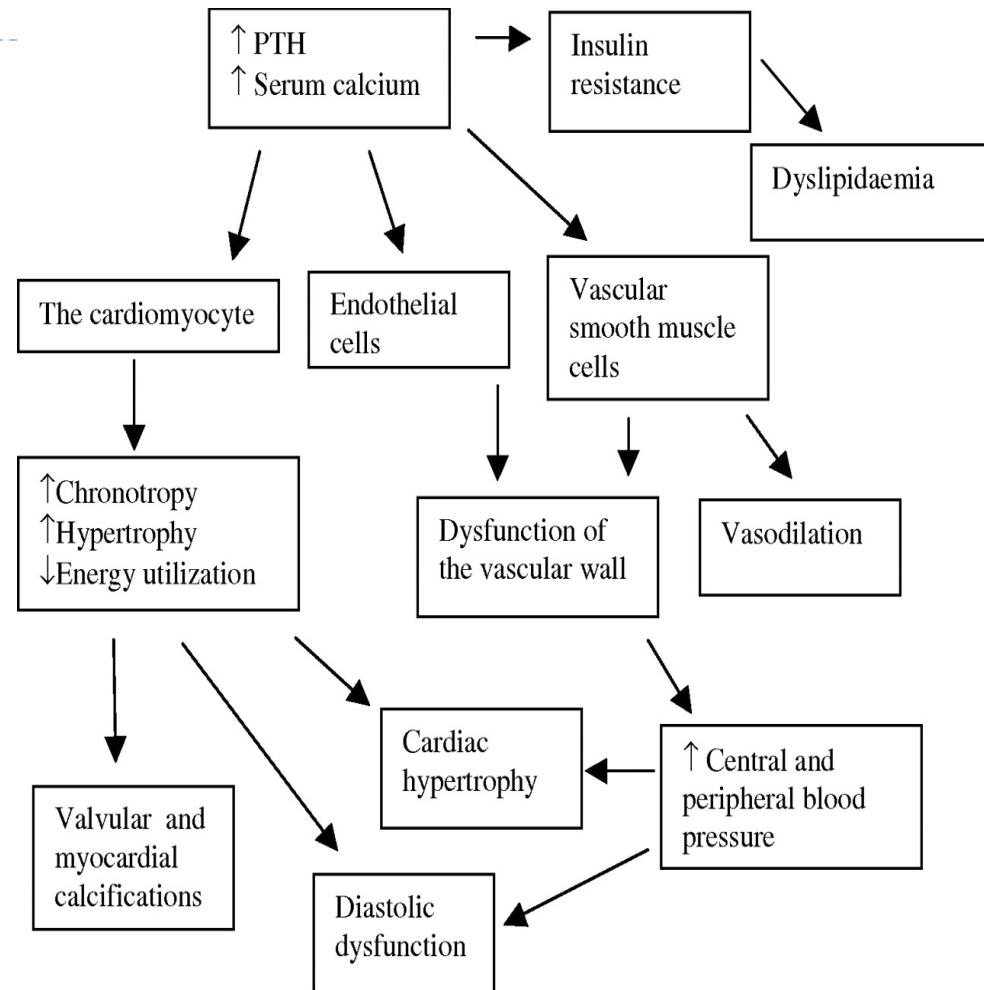 ↑ PTH
↑ Serum calcium
Insulin
resistance
Dyslipidaemia
The cardiomyocyte
Endothelial
cells
Vascular
smooth muscle
cells
↑Chronotropy
↑Hypertrophy
↓Energy utilization
Dysfunction of
the vascular wall
Vasodilation
Cardiac
hypertrophy
↑ Central and
peripheral blood
pressure
Valvular and
myocardial
calcifications
Diastolic
dysfunction